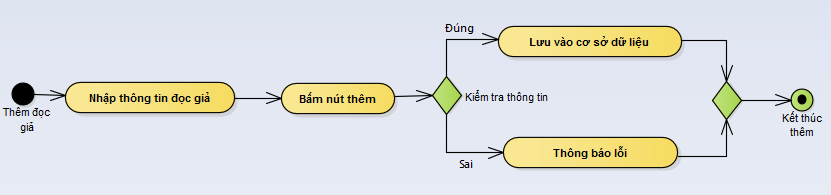 Thêm đọc
giả
Nhập thông tin đọc giả
Bấm nút thêm
Kiểm tra thông tin
Đúng
Lưu vào cơ sở dữ liệu
Sai
Thông báo lỗi
Kết thúc
thêm